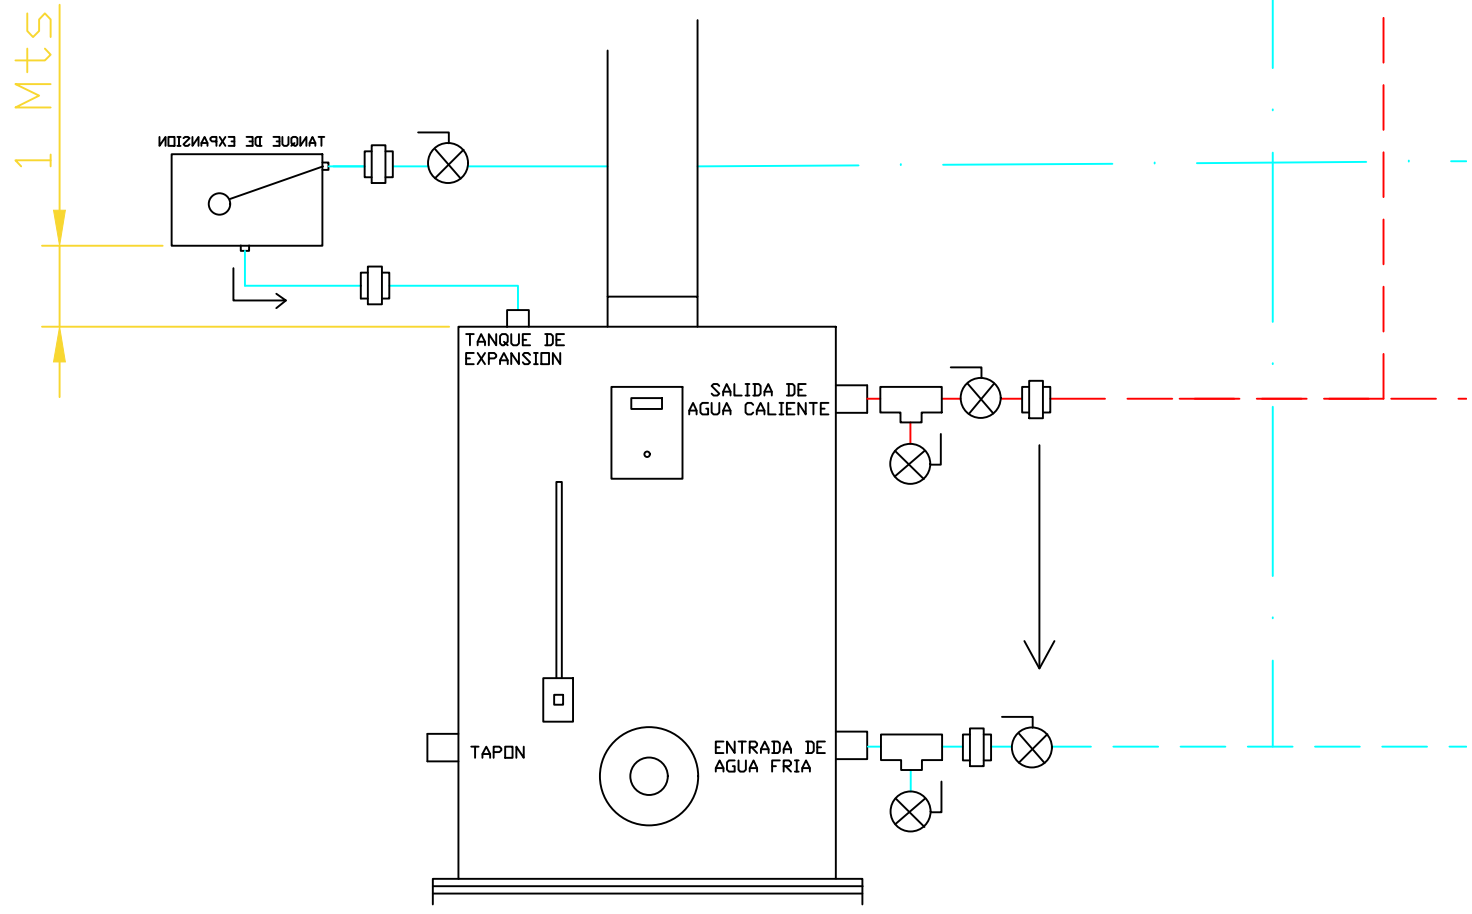 1 Mts
TANQUE DE EXPANSION
TANQUE DE
EXPANSION
SALIDA DE
AGUA CALIENTE
TAPON
ENTRADA DE
AGUA FRIA